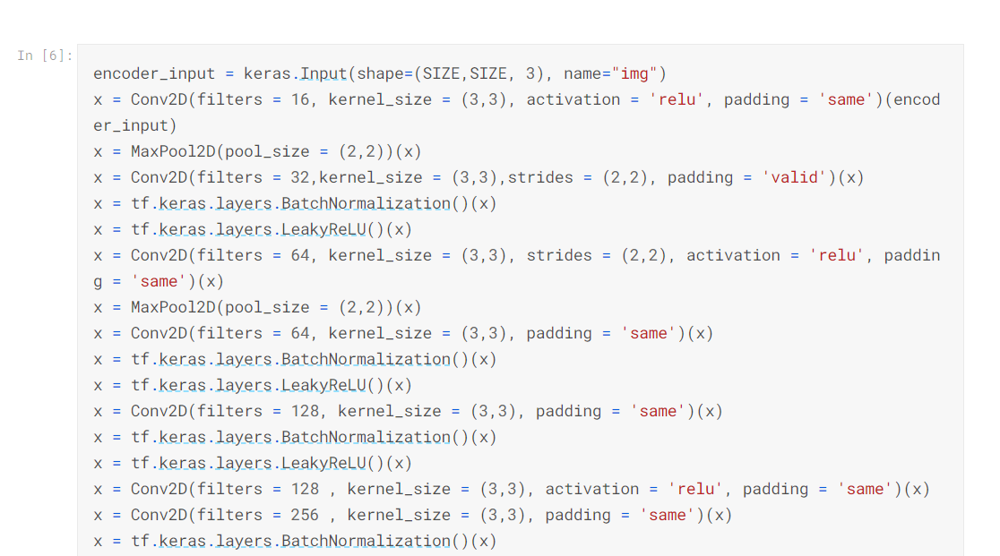 In [6]:
encoder_input = keras.Input(shape=(SIZE,SIZE, 3), name="img")
x = Conv2D(filters = 16, kernel_size = (3,3), activation = 'relu', padding = 'same')(encod
er_input)
x = MaxPool2D(pool_size = (2,2))(x)
x = Conv2D(filters = 32,kernel_size = (3,3),strides = (2,2), padding = 'valid')(x)
x = tf.keras.layers.BatchNormalization()(x)
x = tf.keras.layers.LeakyReLU()(x)
x = Conv2D(filters = 64, kernel_size = (3,3), strides = (2,2), activation = 'relu', paddin
g = 'same')(x)
x = MaxPool2D(pool_size = (2,2))(x)
x = Conv2D(filters = 64, kernel_size = (3,3), padding = 'same')(x)
x = tf.keras.layers.BatchNormalization()(x)
x = tf.keras.layers.LeakyReLU()(x)
x = Conv2D(filters = 128, kernel_size = (3,3), padding = 'same')(x)
x = tf.keras.layers.BatchNormalization()(x)
x = tf.keras.layers.LeakyReLU()(x)
x = Conv2D(filters = 128 , kernel_size = (3,3), activation = 'relu', padding = 'same')(x)
x = Conv2D(filters = 256 , kernel_size = (3,3), padding = 'same')(x)
x = tf.keras.layers.BatchNormalization()(x)